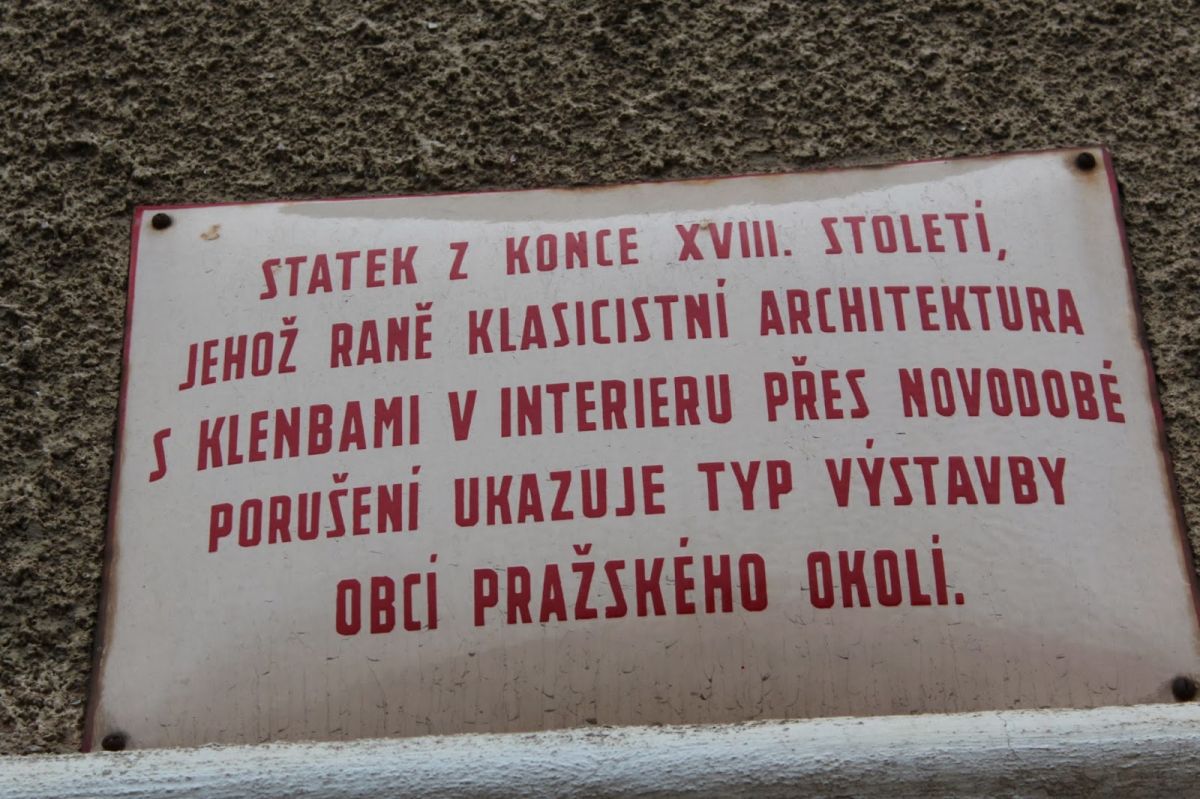 STATEK Z KONCE XVIII. STOLETÍ,
JEHOŽ RANĚ KLASICISTNÍ ARCHITEKTURA
S KLENBAMI V INTERIERU PŘES NOVODOBÉ
PORUŠENÍ UKAZUJE TYP VÝSTAVBY
OBCÍ PRAŽSKÉHO OKOLÍ.